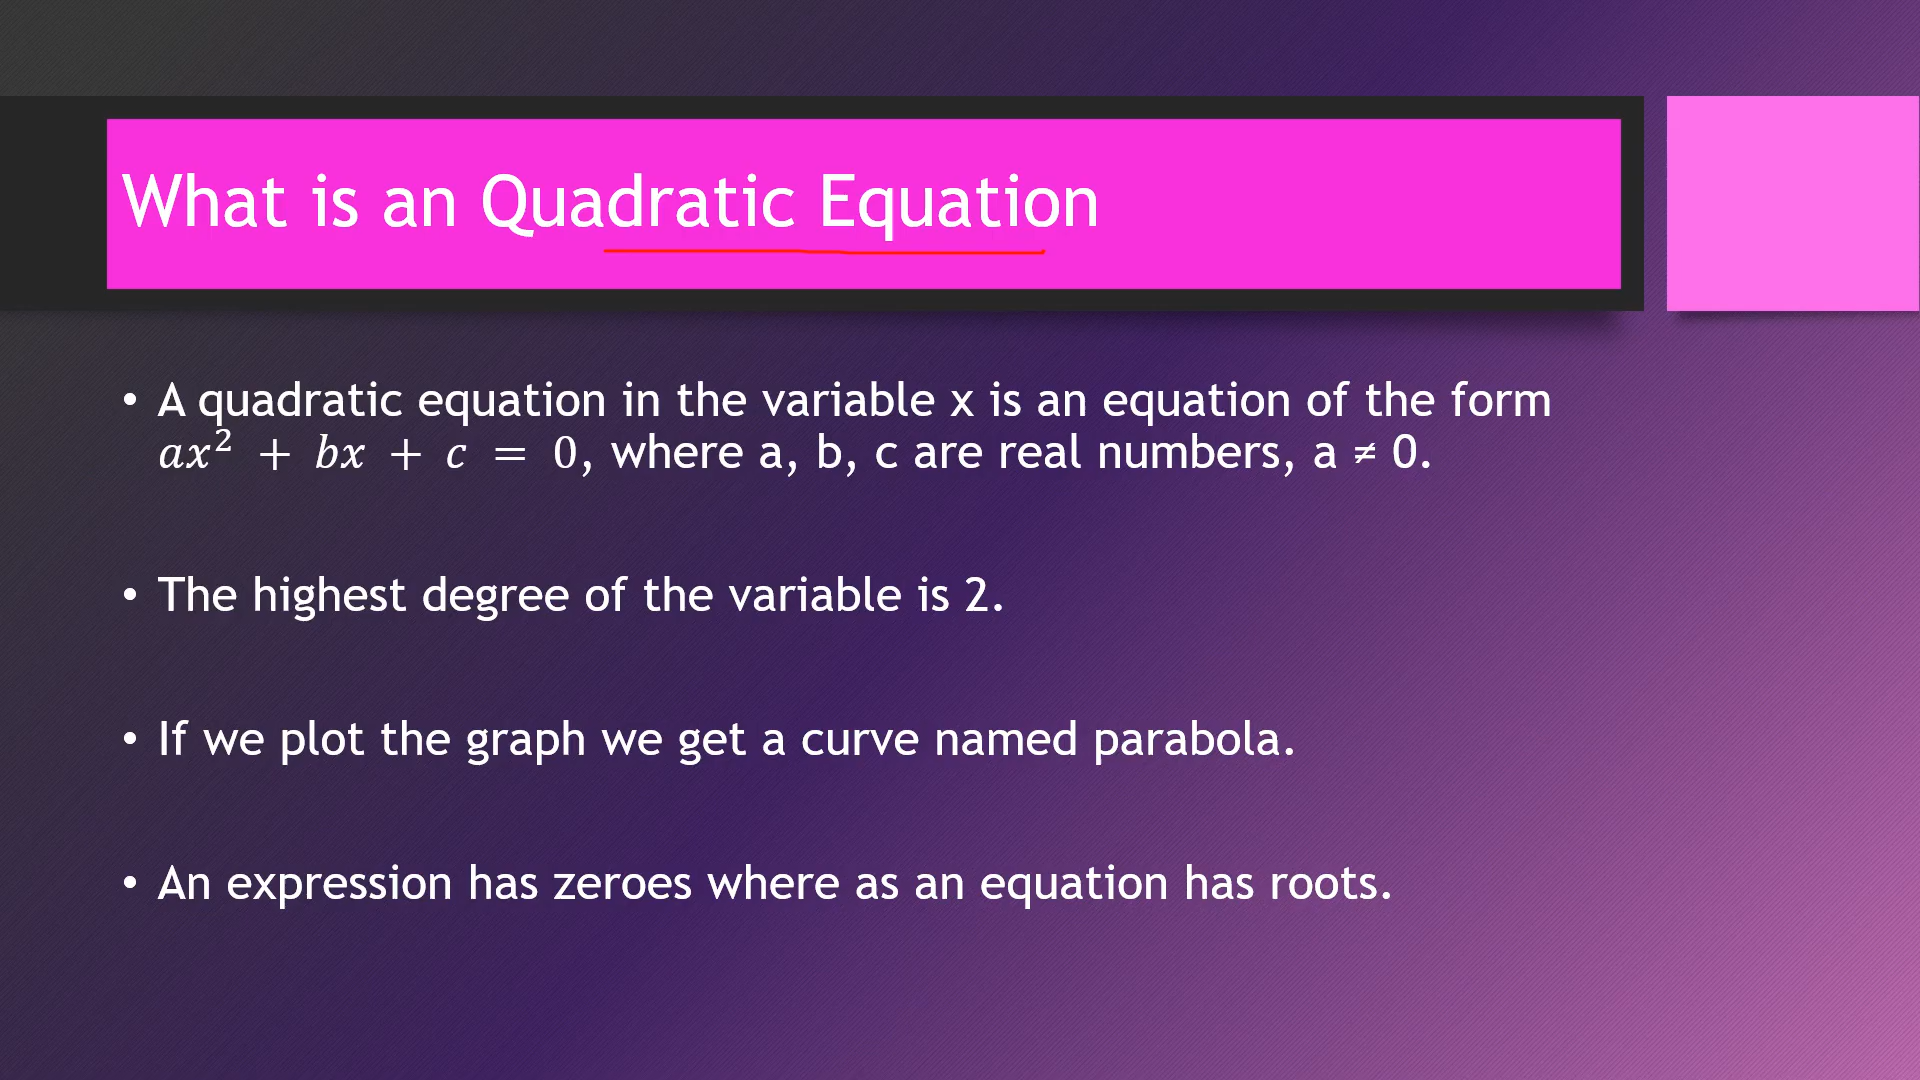 What is an Quadratic Equation
• A quadratic equation in the variable x is an equation of the form
𝑎𝑥² + 𝑏𝑥 + 𝑐 = 0, where a, b, c are real numbers, a ≠ 0.
• The highest degree of the variable is 2.
• If we plot the graph we get a curve named parabola.
• An expression has zeroes where as an equation has roots.